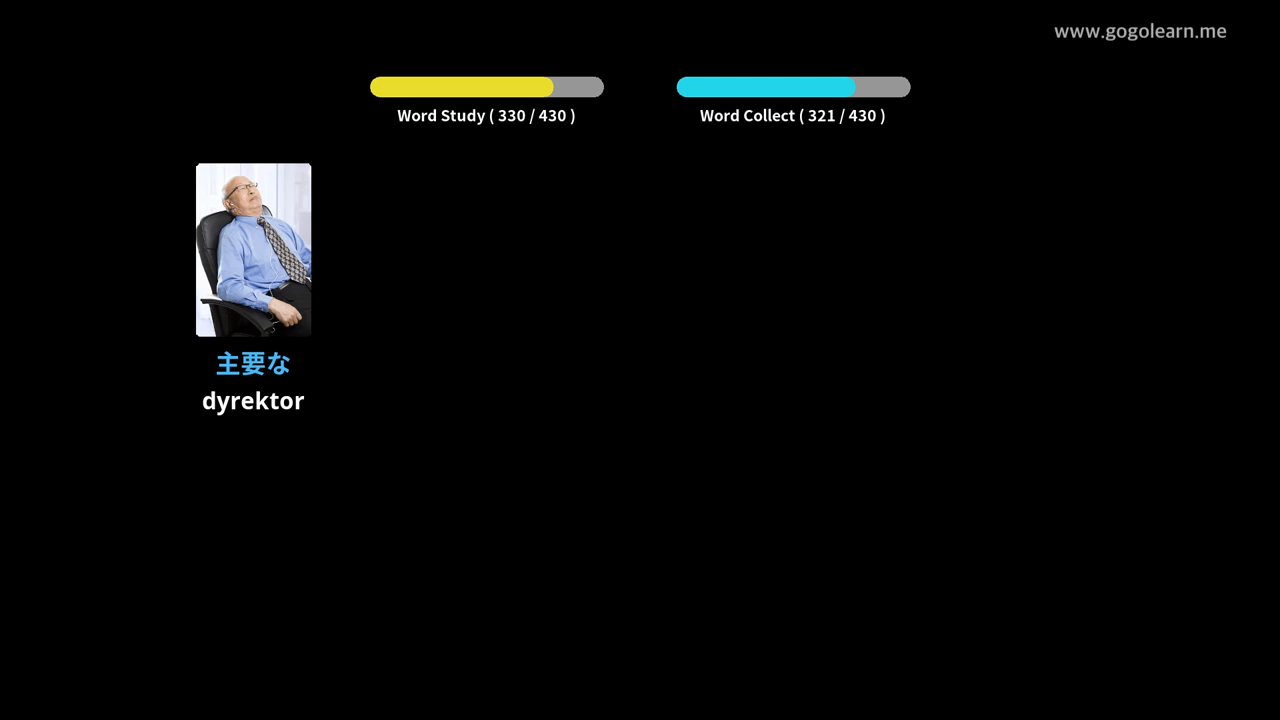 www.gogolearn.me
Word Study ( 330 / 430 )
Word Collect ( 321 / 430 )
主要な
dyrektor